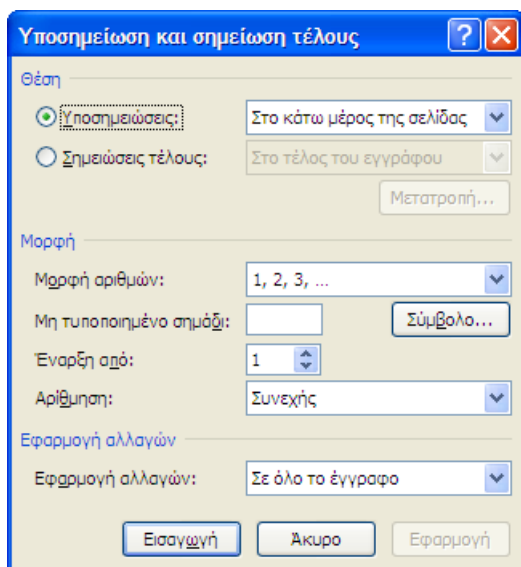 Υποσημείωση και σημείωση τέλους
Θέση
Υποσημειώσεις: Στο κάτω μέρος της σελίδας
Σημειώσεις τέλους: Στο τέλος του εγγράφου
Μετατροπή...
Μορφή
Μορφή αριθμών: 1, 2, 3, ...
Μη τυποποιημένο σημάδι: Σύμβολο...
Έναρξη από: 1
Αρίθμηση: Συνεχής
Εφαρμογή αλλαγών
Εφαρμογή αλλαγών: Σε όλο το έγγραφο
Εισαγωγή Άκυρο Εφαρμογή